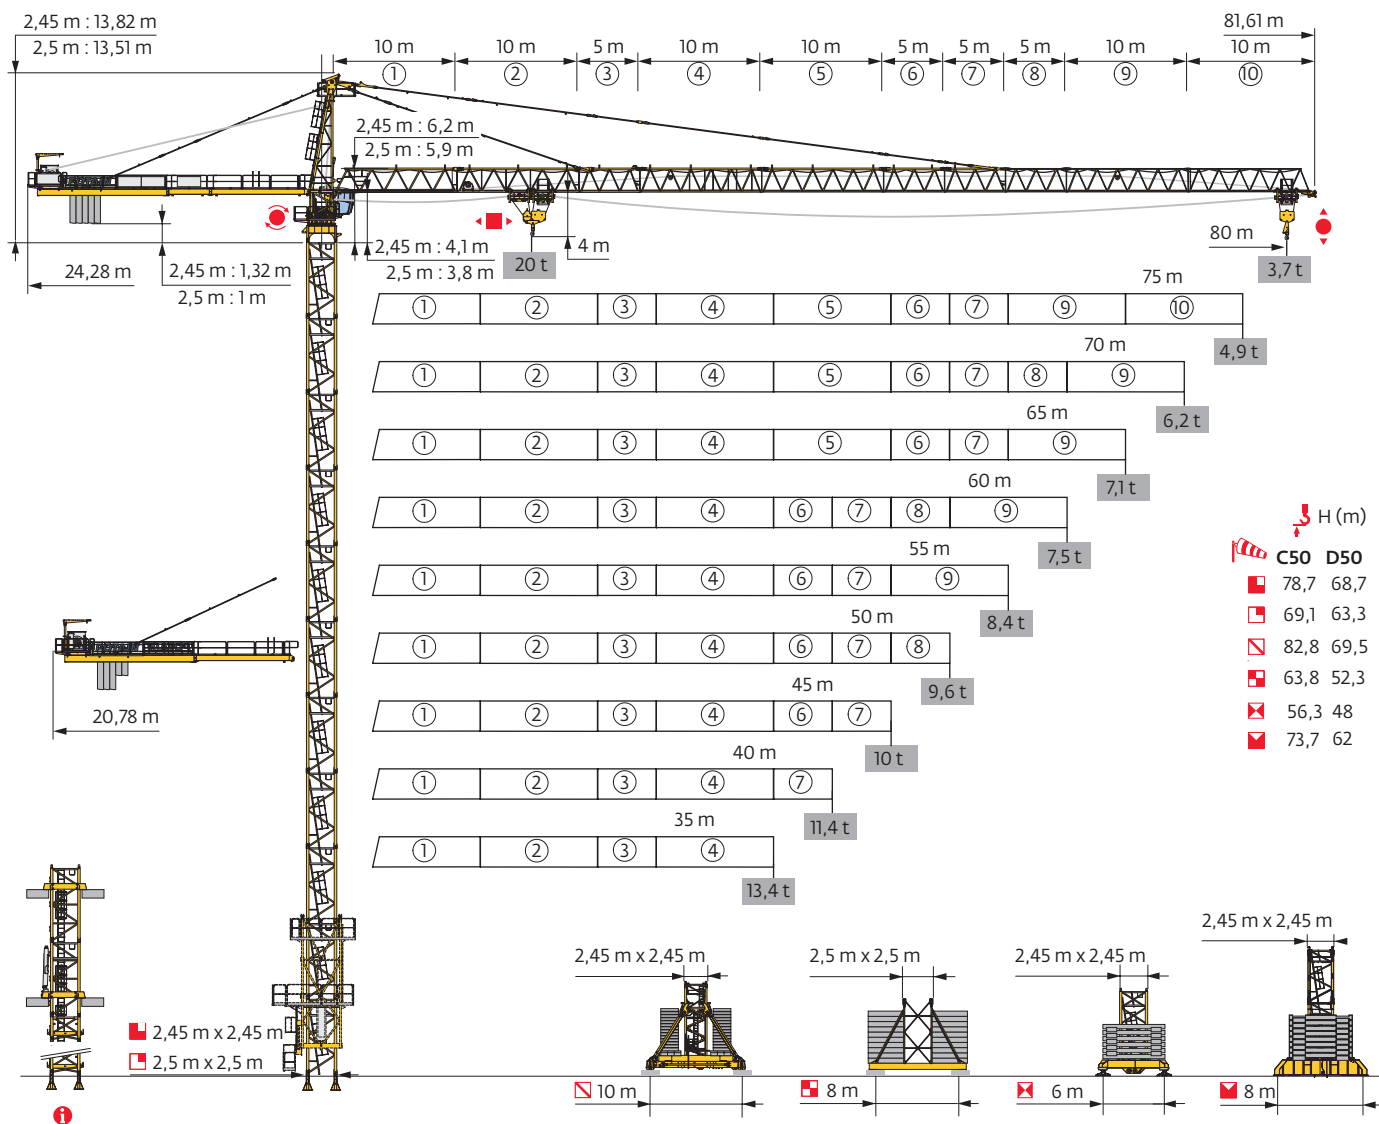 2,45 m : 13,82 m
2,5 m : 13,51 m
81,61 m
10 m 10 m 5 m 10 m 10 m 5 m 5 m 5 m 10 m 10 m
① ② ③ ④ ⑤ ⑥ ⑦ ⑧ ⑨ ⑩
2,45 m : 6,2 m
2,5 m : 5,9 m
2,45 m : 4,1 m
2,5 m : 3,8 m
4 m
20 t
80 m
3,7 t
24,28 m
2,45 m : 1,32 m
2,5 m : 1 m
75 m
① ② ③ ④ ⑤ ⑥ ⑦ ⑨ ⑩
4,9 t
70 m
① ② ③ ④ ⑤ ⑥ ⑦ ⑧ ⑨
6,2 t
65 m
① ② ③ ④ ⑤ ⑥ ⑦ ⑨
7,1 t
60 m
① ② ③ ④ ⑥ ⑦ ⑧ ⑨
7,5 t
55 m
① ② ③ ④ ⑥ ⑦ ⑨
8,4 t
50 m
① ② ③ ④ ⑥ ⑦ ⑧
9,6 t
45 m
① ② ③ ④ ⑥ ⑦
10 t
40 m
① ② ③ ④ ⑦
11,4 t
35 m
① ② ③ ④
13,4 t
H (m)
C50 D50
78,7 68,7
69,1 63,3
82,8 69,5
63,8 52,3
56,3 48
73,7 62
20,78 m
2,45 m x 2,45 m
2,5 m x 2,5 m
i
2,45 m x 2,45 m
10 m
2,5 m x 2,5 m
8 m
2,45 m x 2,45 m
6 m
2,45 m x 2,45 m
8 m